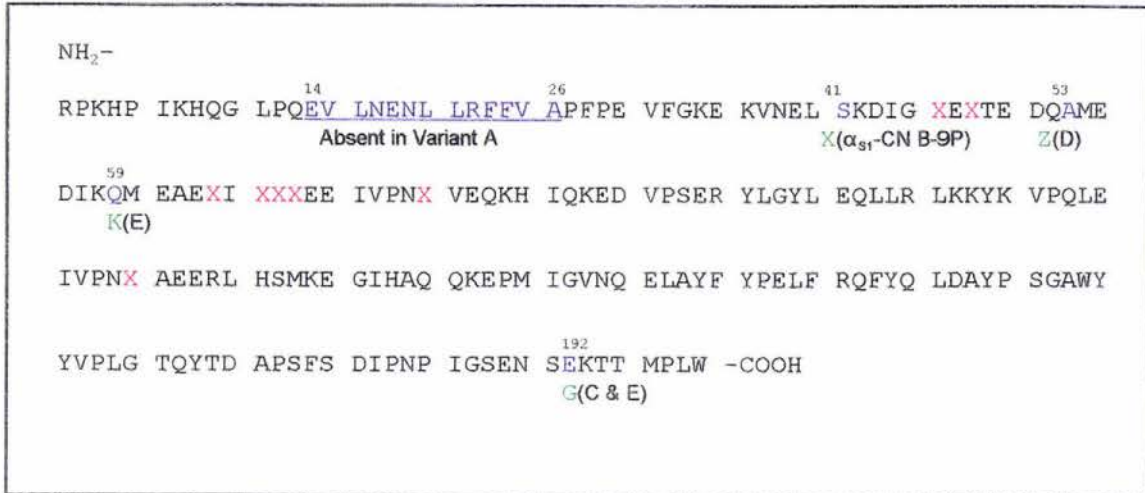 NH₂–
14 26 41 53
RPKHP IKHQG LPQEV LNENL LRFFV APFPE VFGKE KVNEL SKDIG XEXTE DQAME
Absent in Variant A X(αS1-CN B-9P) Z(D)
59
DIKQM EAEXI XXXEE IVPNX VEQKH IQKED VPSER YLGYL EQLLR LKKYK VPQLE
K(E)
IVPNX AEERL HSMKE GIHAQ QKEPM IGVNQ ELAYF YPELF RQFYQ LDAYP SGAWY
192
YVPLG TQYTD APSFS DIPNP IGSEN SEKTT MPLW -COOH
G(C & E)